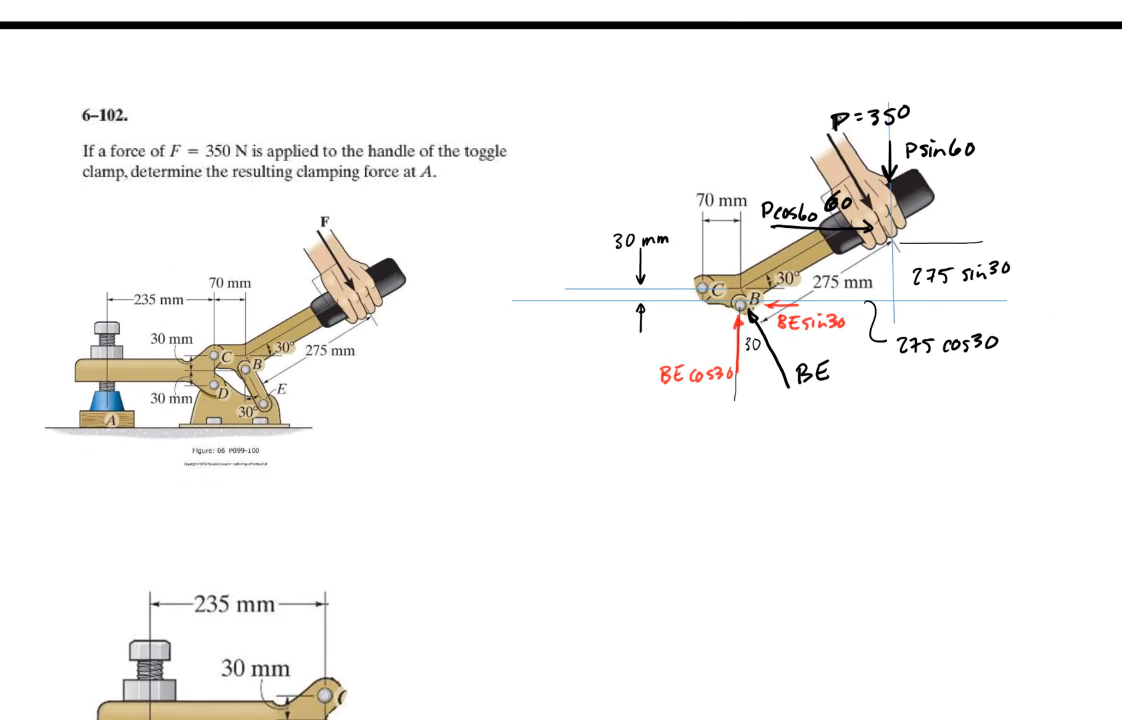 6–102.
If a force of F = 350 N is applied to the handle of the toggle
clamp, determine the resulting clamping force at A.
F
70 mm
235 mm
30 mm
C
B
30°
275 mm
30 mm
D
E
30°
A
Figure: 06 P099-100
P=350
Psin60
70 mm
Pcos60
60
30 mm
30°
275 mm
275 sin30
C
B
BEsin30
275 cos30
30
BEcos30
BE
235 mm
30 mm